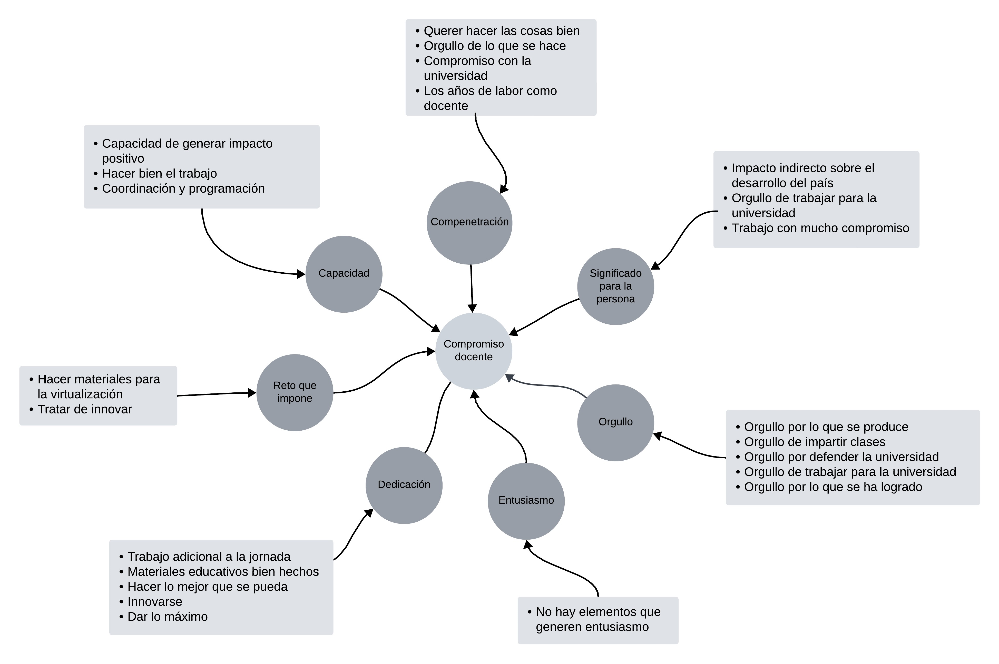 • Querer hacer las cosas bien
• Orgullo de lo que se hace
• Compromiso con la
universidad
• Los años de labor como
docente
• Capacidad de generar impacto
positivo
• Hacer bien el trabajo
• Coordinación y programación
• Impacto indirecto sobre el
desarrollo del país
• Orgullo de trabajar para la
universidad
• Trabajo con mucho compromiso
Compenetración
Capacidad
Significado
para la
persona
Compromiso
docente
• Hacer materiales para
la virtualización
• Tratar de innovar
Reto que
impone
Orgullo
• Orgullo por lo que se produce
• Orgullo de impartir clases
• Orgullo por defender la universidad
• Orgullo de trabajar para la universidad
• Orgullo por lo que se ha logrado
Dedicación
Entusiasmo
• Trabajo adicional a la jornada
• Materiales educativos bien hechos
• Hacer lo mejor que se pueda
• Innovarse
• Dar lo máximo
• No hay elementos que
generen entusiasmo